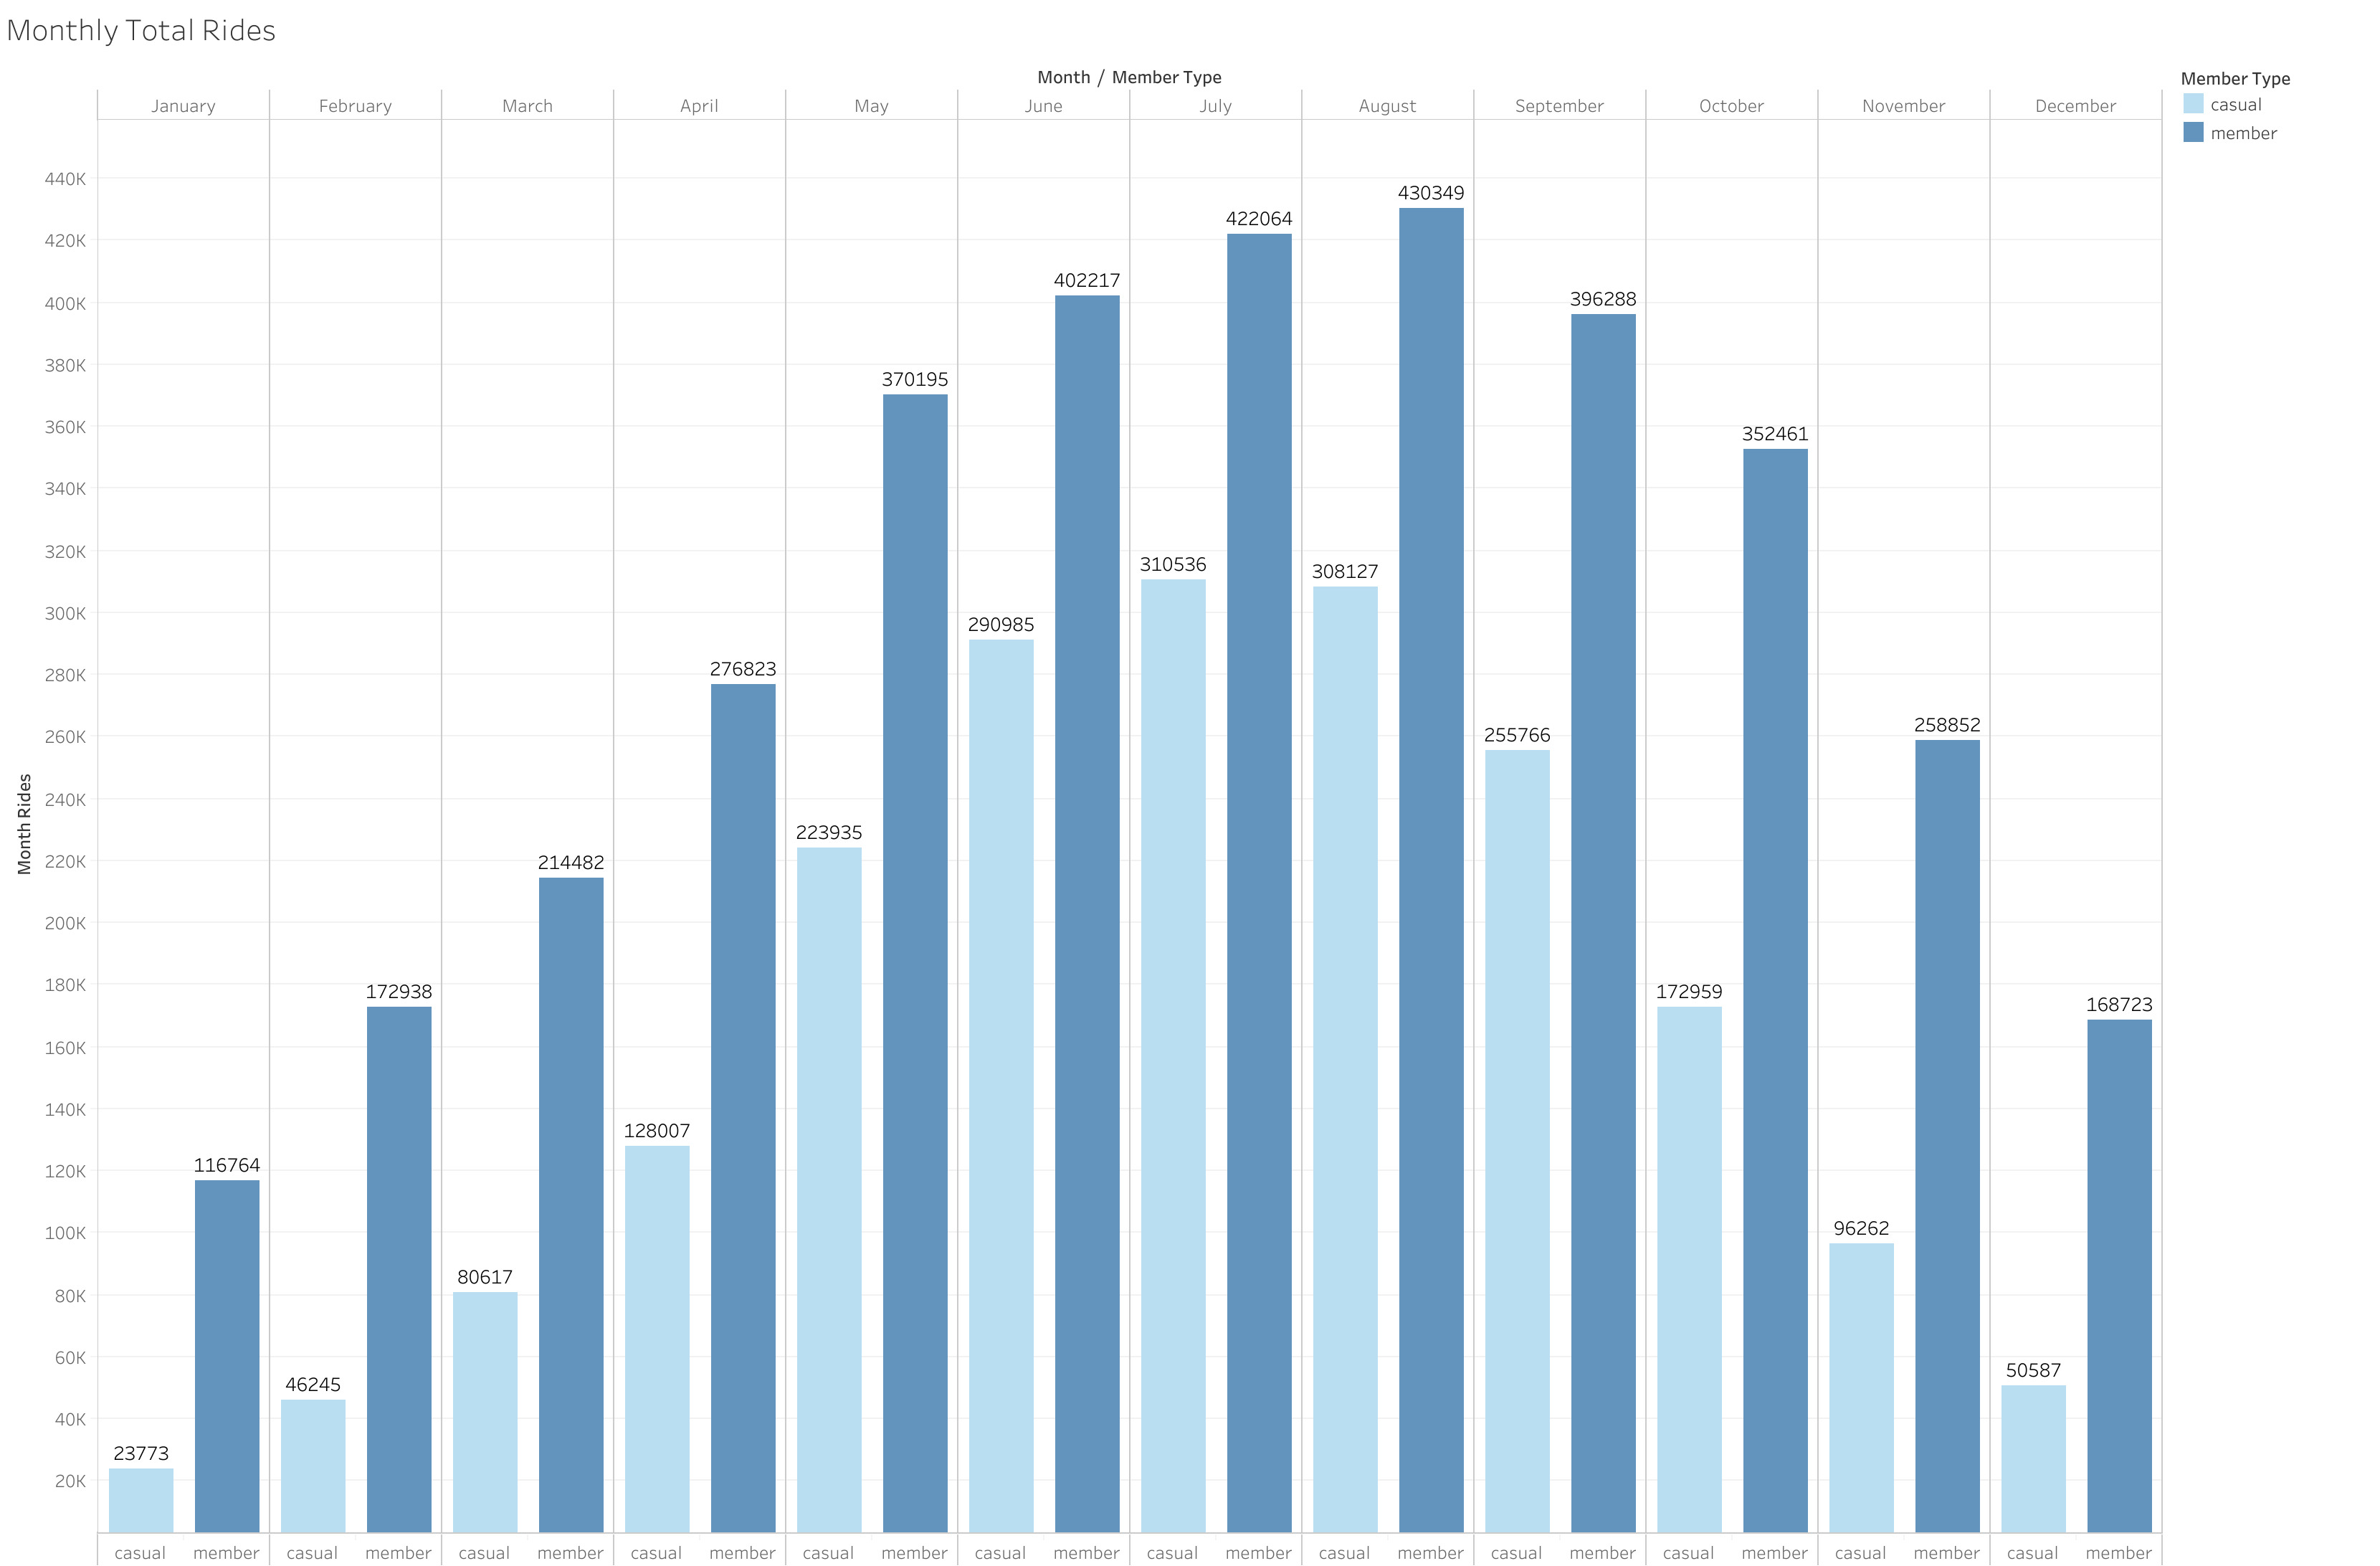 Monthly Total Rides
Month / Member Type
Member Type
casual
member
January February March April May June July August September October November December
440K
420K
400K
380K
360K
340K
320K
300K
280K
260K
240K
220K
200K
180K
160K
140K
120K
100K
80K
60K
40K
20K
Month Rides
23773
116764
46245
172938
80617
214482
128007
276823
223935
370195
290985
402217
310536
422064
308127
430349
255766
396288
172959
352461
96262
258852
50587
168723
casual member casual member casual member casual member casual member casual member casual member casual member casual member casual member casual member casual member